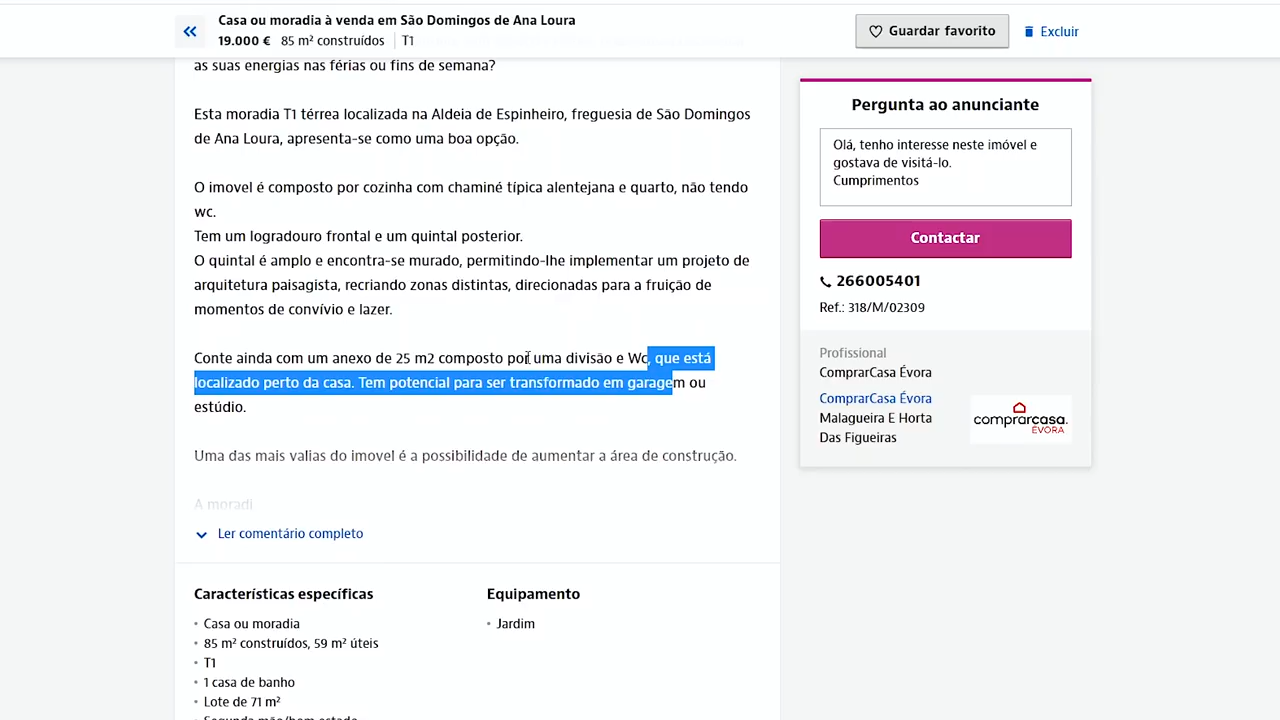 Casa ou moradia à venda em São Domingos de Ana Loura
19.000 € 85 m² construídos T1
Guardar favorito
Excluir
as suas energias nas férias ou fins de semana?
Esta moradia T1 térrea localizada na Aldeia de Espinheiro, freguesia de São Domingos
de Ana Loura, apresenta-se como uma boa opção.
O imovel é composto por cozinha com chaminé típica alentejana e quarto, não tendo
wc.
Tem um logradouro frontal e um quintal posterior.
O quintal é amplo e encontra-se murado, permitindo-lhe implementar um projeto de
arquitetura paisagista, recriando zonas distintas, direcionadas para a fruição de
momentos de convívio e lazer.
Conte ainda com um anexo de 25 m2 composto por uma divisão e Wc, que está
localizado perto da casa. Tem potencial para ser transformado em garagem ou
estúdio.
Uma das mais valias do imovel é a possibilidade de aumentar a área de construção.
A moradi
Ler comentário completo
Características específicas
• Casa ou moradia
• 85 m² construídos, 59 m² úteis
• T1
• 1 casa de banho
• Lote de 71 m²
• Segunda mão/bom estado
Equipamento
• Jardim
Pergunta ao anunciante
Olá, tenho interesse neste imóvel e
gostava de visitá-lo.
Cumprimentos
Contactar
266005401
Ref.: 318/M/02309
Profissional
ComprarCasa Évora
ComprarCasa Évora
Malagueira E Horta
Das Figueiras
comprarcasa.
ÉVORA